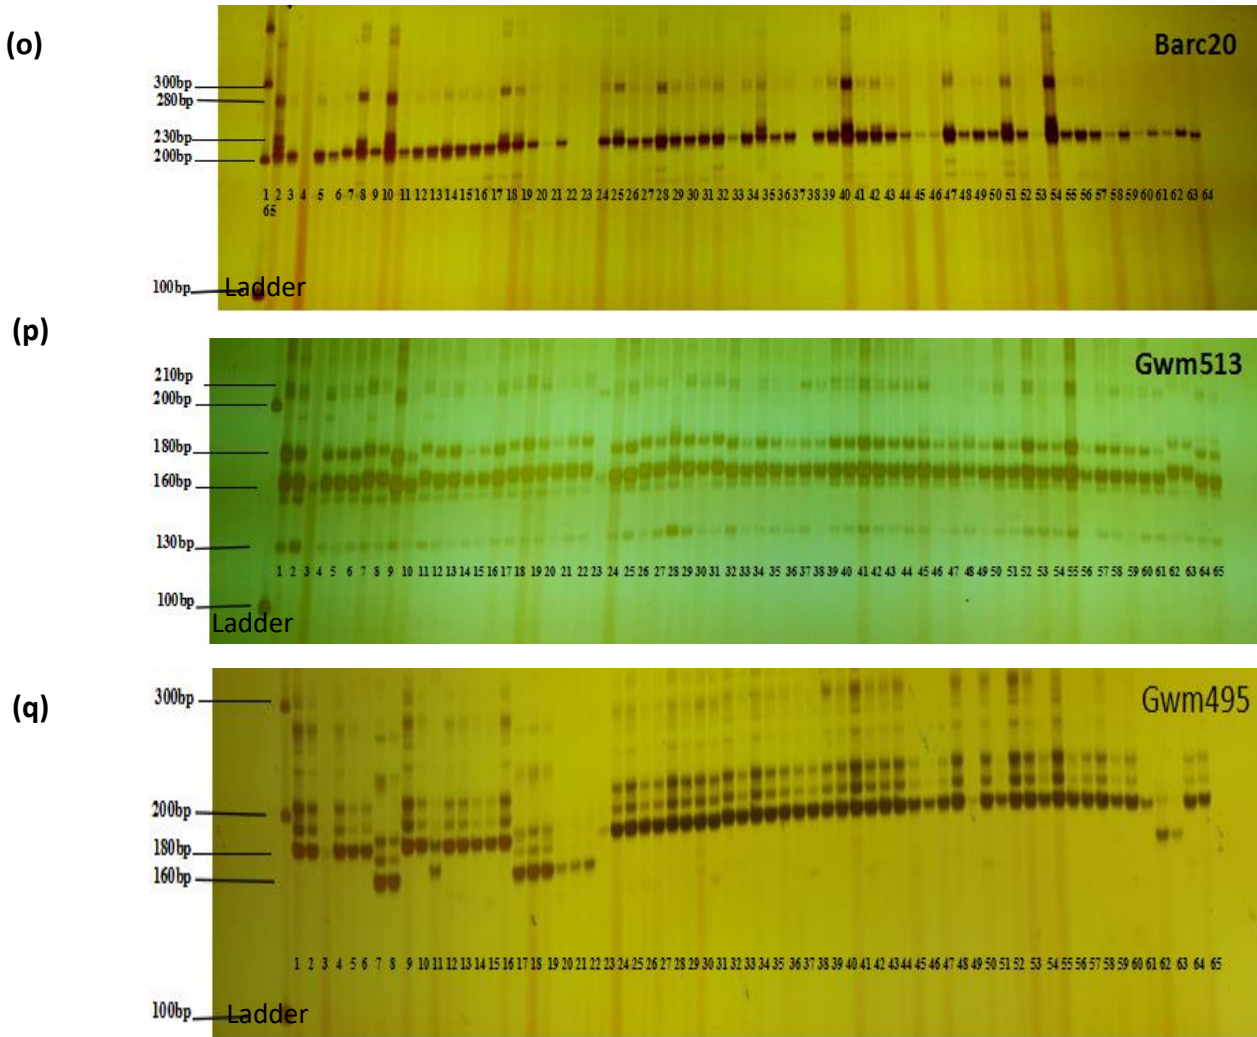 (o)
Barc20
300bp
280bp
230bp
200bp
1 2 3 4 5 6 7 8 9 10 11 12 13 14 15 16 17 18 19 20 21 22 23 24 25 26 27 28 29 30 31 32 33 34 35 36 37 38 39 40 41 42 43 44 45 46 47 48 49 50 51 52 53 54 55 56 57 58 59 60 61 62 63 64
65
100bp
Ladder
(p)
Gwm513
210bp
200bp
180bp
160bp
130bp
1 2 3 4 5 6 7 8 9 10 11 12 13 14 15 16 17 18 19 20 21 22 23 24 25 26 27 28 29 30 31 32 33 34 35 36 37 38 39 40 41 42 43 44 45 46 47 48 49 50 51 52 53 54 55 56 57 58 59 60 61 62 63 64 65
100bp
Ladder
(q)
Gwm495
300bp
200bp
180bp
160bp
1 2 3 4 5 6 7 8 9 10 11 12 13 14 15 16 17 18 19 20 21 22 23 24 25 26 27 28 29 30 31 32 33 34 35 36 37 38 39 40 41 42 43 44 45 46 47 48 49 50 51 52 53 54 55 56 57 58 59 60 61 62 63 64 65
100bp
Ladder